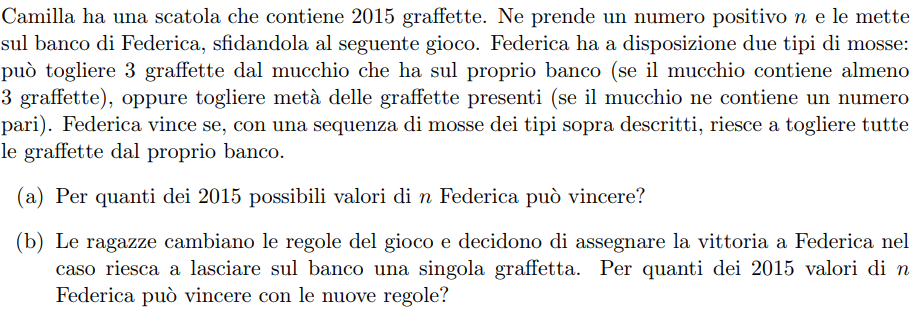 Camilla ha una scatola che contiene 2015 graffette. Ne prende un numero positivo n e le mette
sul banco di Federica, sfidandola al seguente gioco. Federica ha a disposizione due tipi di mosse:
può togliere 3 graffette dal mucchio che ha sul proprio banco (se il mucchio contiene almeno
3 graffette), oppure togliere metà delle graffette presenti (se il mucchio ne contiene un numero
pari). Federica vince se, con una sequenza di mosse dei tipi sopra descritti, riesce a togliere tutte
le graffette dal proprio banco.
(a) Per quanti dei 2015 possibili valori di n Federica può vincere?
(b) Le ragazze cambiano le regole del gioco e decidono di assegnare la vittoria a Federica nel
caso riesca a lasciare sul banco una singola graffetta. Per quanti dei 2015 valori di n
Federica può vincere con le nuove regole?